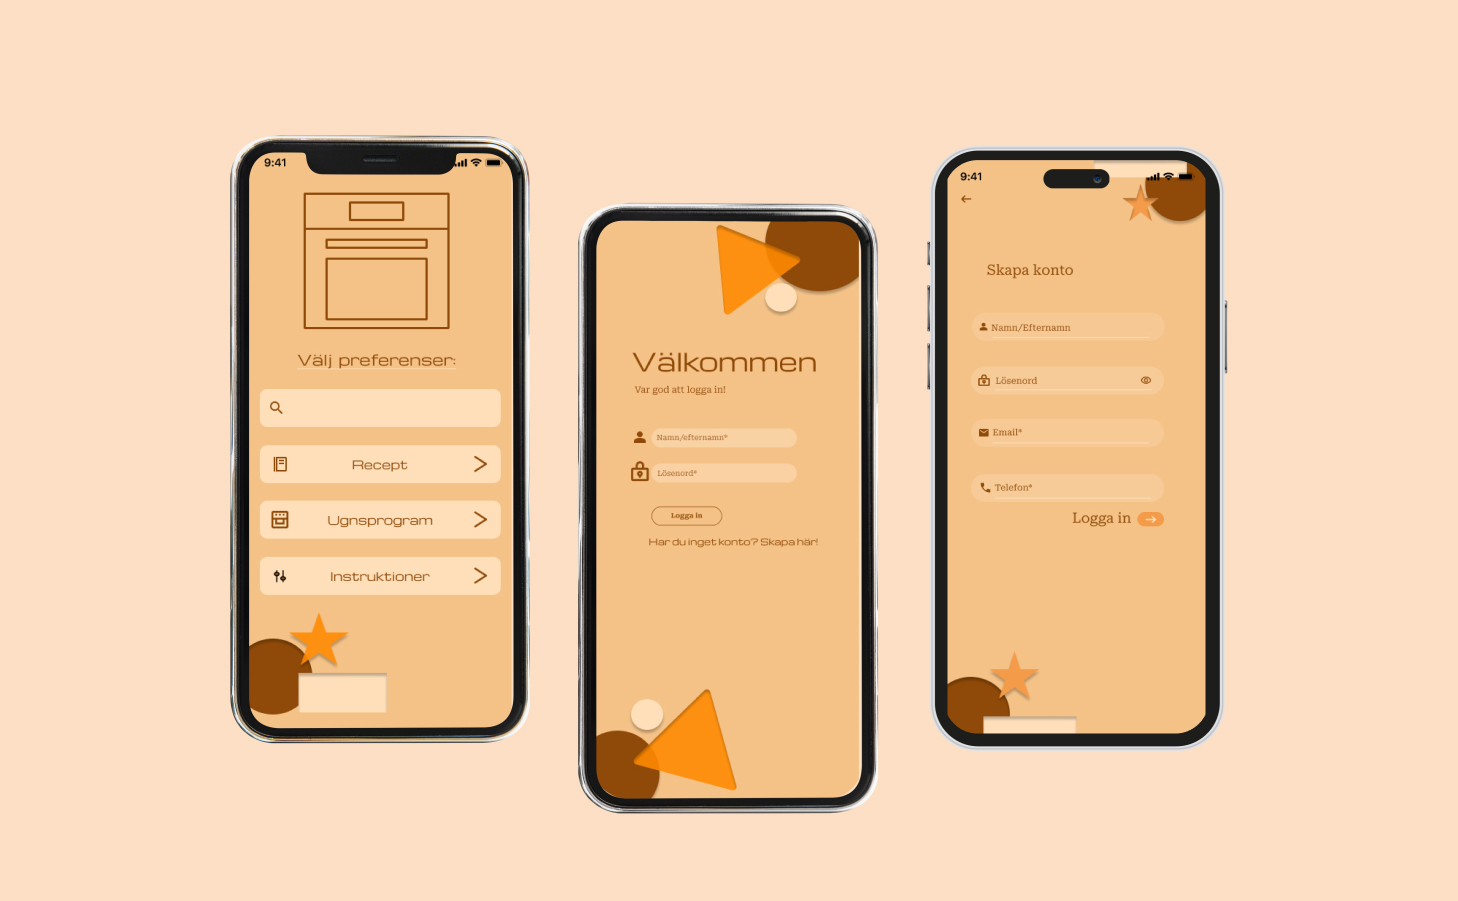 9:41
Välj preferenser:
Recept
Ugnsprogram
Instruktioner
Välkommen
Var god att logga in!
Namn/efternamn*
Lösenord*
Logga in
Har du inget konto? Skapa här!
9:41
Skapa konto
Namn/Efternamn
Lösenord
Email*
Telefon*
Logga in